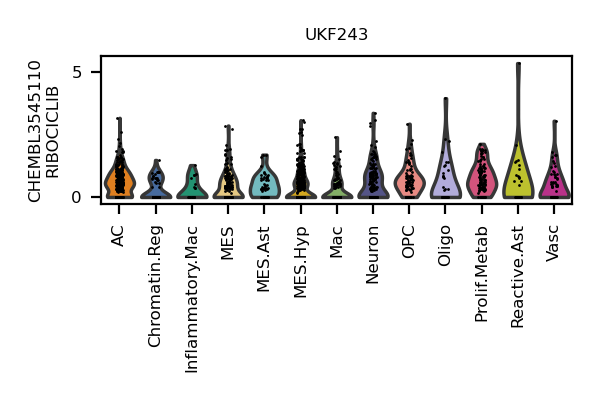 UKF243
CHEMBL3545110
RIBOCICLIB
5
0
AC
Chromatin.Reg
Inflammatory.Mac
MES
MES.Ast
MES.Hyp
Mac
Neuron
OPC
Oligo
Prolif.Metab
Reactive.Ast
Vasc